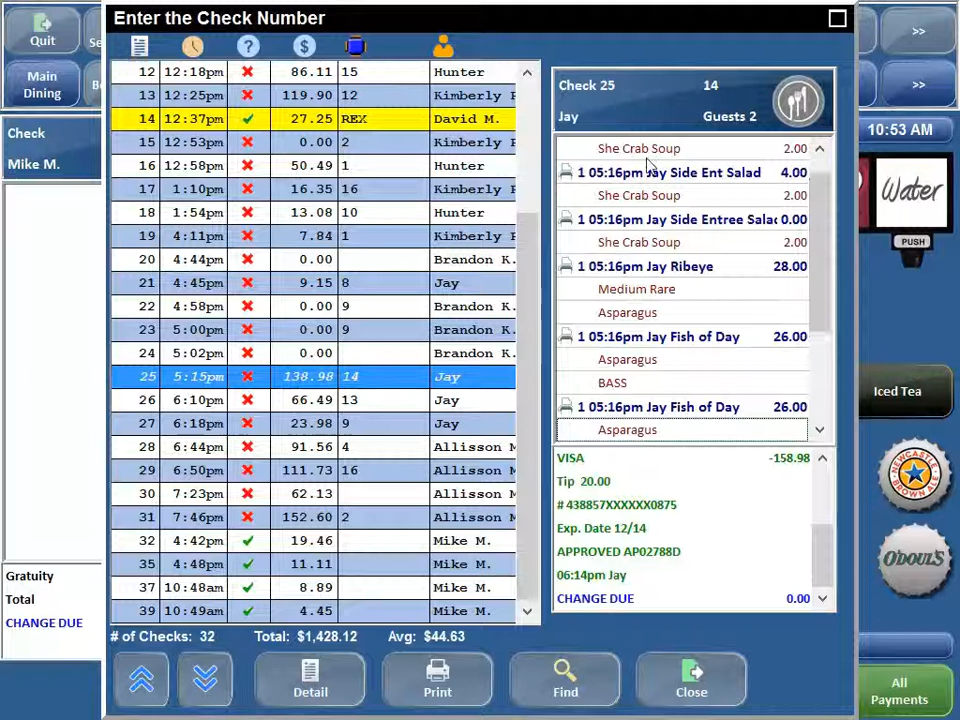 Enter the Check Number
Quit
Main Dining
>>
>>
Check
Mike M.
10:53 AM
12 12:18pm 86.11 15 Hunter
13 12:25pm 119.90 12 Kimberly
14 12:37pm 27.25 REX David M.
15 12:53pm 0.00 2 Kimberly
16 12:58pm 50.49 1 Hunter
17 1:10pm 16.35 16 Kimberly
18 1:54pm 13.08 10 Hunter
19 4:11pm 7.84 1 Kimberly
20 4:44pm 0.00 Brandon K.
21 4:45pm 9.15 8 Jay
22 4:58pm 0.00 9 Brandon K.
23 5:00pm 0.00 9 Brandon K.
24 5:02pm 0.00 Brandon K.
25 5:15pm 138.98 14 Jay
26 6:10pm 66.49 13 Jay
27 6:18pm 23.98 9 Jay
28 6:44pm 91.56 4 Allisson M
29 6:50pm 111.73 16 Allisson M
30 7:23pm 62.13 Allisson M
31 7:46pm 152.60 2 Allisson M
32 4:42pm 19.46 Mike M.
35 4:48pm 11.11 Mike M.
37 10:48am 8.89 Mike M.
39 10:49am 4.45 Mike M.
# of Checks: 32 Total: $1,428.12 Avg: $44.63
Detail
Print
Find
Close
Check 25 14
Jay Guests 2
She Crab Soup 2.00
1 05:16pm Jay Side Ent Salad 4.00
She Crab Soup 2.00
1 05:16pm Jay Side Entree Salad 0.00
She Crab Soup 2.00
1 05:16pm Jay Ribeye 28.00
Medium Rare
Asparagus
1 05:16pm Jay Fish of Day 26.00
Asparagus
BASS
1 05:16pm Jay Fish of Day 26.00
Asparagus
VISA -158.98
Tip 20.00
# 438857XXXXXX0875
Exp. Date 12/14
APPROVED AP02788D
06:14pm Jay
CHANGE DUE 0.00
Gratuity
Total
CHANGE DUE
Water
PUSH
Iced Tea
NEWCASTLE
BROWN ALE
O'DOUL'S
All Payments